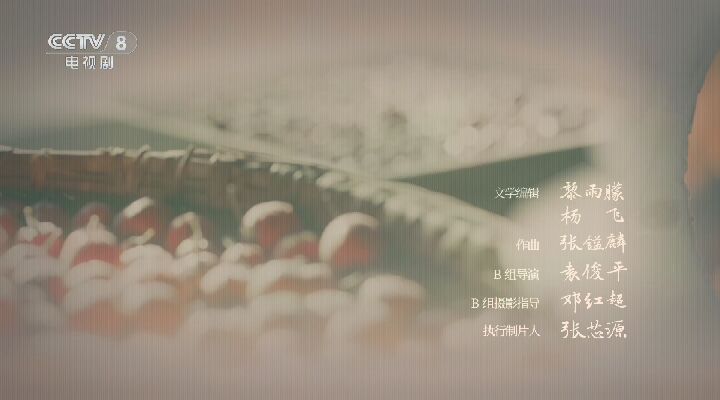 CCTV 8
电视剧
文学编辑 黎雨朦
杨 飞
作曲 张镒麟
B组导演 袁俊平
B组摄影指导 邓红超
执行制片人 张芯源